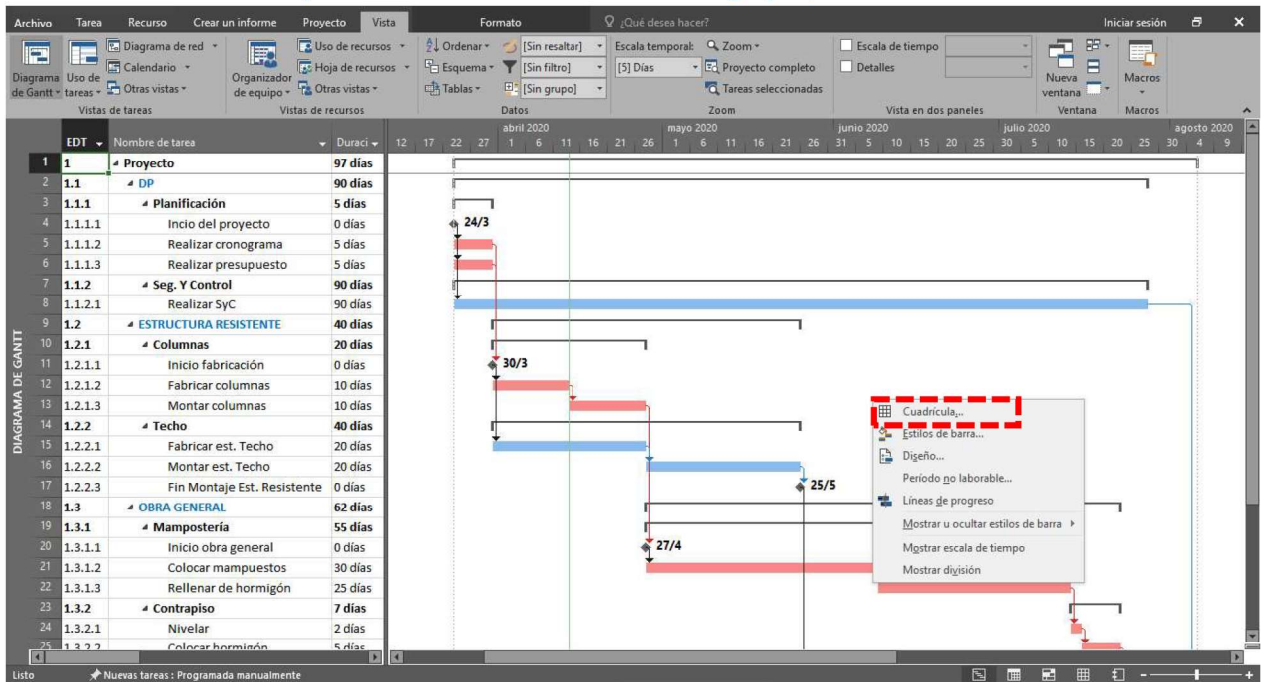 Archivo Tarea Recurso Crear un informe Proyecto Vista Formato ¿Qué desea hacer? Iniciar sesión
Diagrama de red Uso de recursos Ordenar [Sin resaltar] Escala temporal: Zoom Escala de tiempo
Calendario Hoja de recursos Esquema [Sin filtro] [5] Días Proyecto completo Detalles
Otras vistas Otras vistas Tablas [Sin grupo] Tareas seleccionadas
Diagrama de Gantt Uso de tareas Organizador de equipo Nueva ventana Macros
Vistas de tareas Vistas de recursos Datos Zoom Vista en dos paneles Ventana Macros
abril 2020 mayo 2020 junio 2020 julio 2020 agosto 2020
EDT Nombre de tarea Duraci 12 17 22 27 1 6 11 16 21 26 1 6 11 16 21 26 31 5 10 15 20 25 30 5 10 15 20 25 30 4 9
1 1 Proyecto 97 días
2 1.1 DP 90 días
3 1.1.1 Planificación 5 días
4 1.1.1.1 Incio del proyecto 0 días 24/3
5 1.1.1.2 Realizar cronograma 5 días
6 1.1.1.3 Realizar presupuesto 5 días
7 1.1.2 Seg. Y Control 90 días
8 1.1.2.1 Realizar SyC 90 días
9 1.2 ESTRUCTURA RESISTENTE 40 días
10 1.2.1 Columnas 20 días
11 1.2.1.1 Inicio fabricación 0 días 30/3
12 1.2.1.2 Fabricar columnas 10 días
13 1.2.1.3 Montar columnas 10 días
14 1.2.2 Techo 40 días
15 1.2.2.1 Fabricar est. Techo 20 días
16 1.2.2.2 Montar est. Techo 20 días
17 1.2.2.3 Fin Montaje Est. Resistente 0 días 25/5
18 1.3 OBRA GENERAL 62 días
19 1.3.1 Mampostería 55 días
20 1.3.1.1 Inicio obra general 0 días 27/4
21 1.3.1.2 Colocar mampuestos 30 días
22 1.3.1.3 Rellenar de hormigón 25 días
23 1.3.2 Contrapiso 7 días
24 1.3.2.1 Nivelar 2 días
25 1.3.2.2 Colocar hormigón 5 días
DIAGRAMA DE GANTT
Cuadrícula...
Estilos de barra...
Diseño...
Período no laborable...
Líneas de progreso
Mostrar u ocultar estilos de barra
Mostrar escala de tiempo
Mostrar división
Listo Nuevas tareas : Programada manualmente